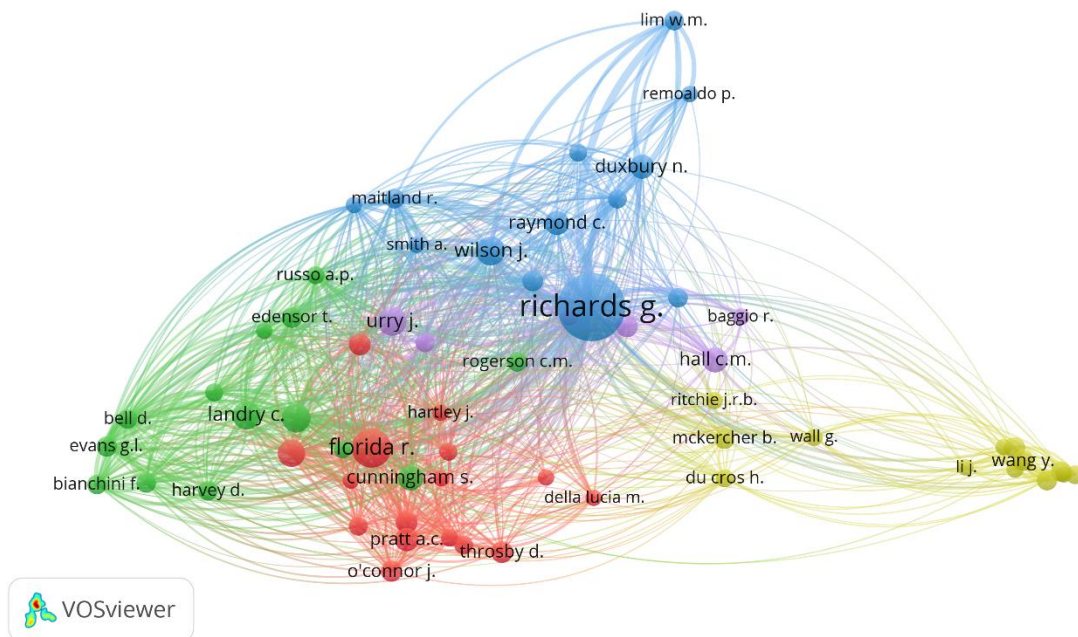 lim w.m.
remoaldo p.
duxbury n.
maitland r.
raymond c.
smith a.
wilson j.
russo a.p.
richards g.
edensor t.
urry j.
baggio r.
rogerson c.m.
hall c.m.
ritchie j.r.b.
bell d.
landry c.
hartley j.
evans g.l.
florida r.
mckercher b.
wall g.
li j.
wang y.
bianchini f.
harvey d.
cunningham s.
du cros h.
della lucia m.
pratt a.c.
throsby d.
o'connor j.
VOSviewer